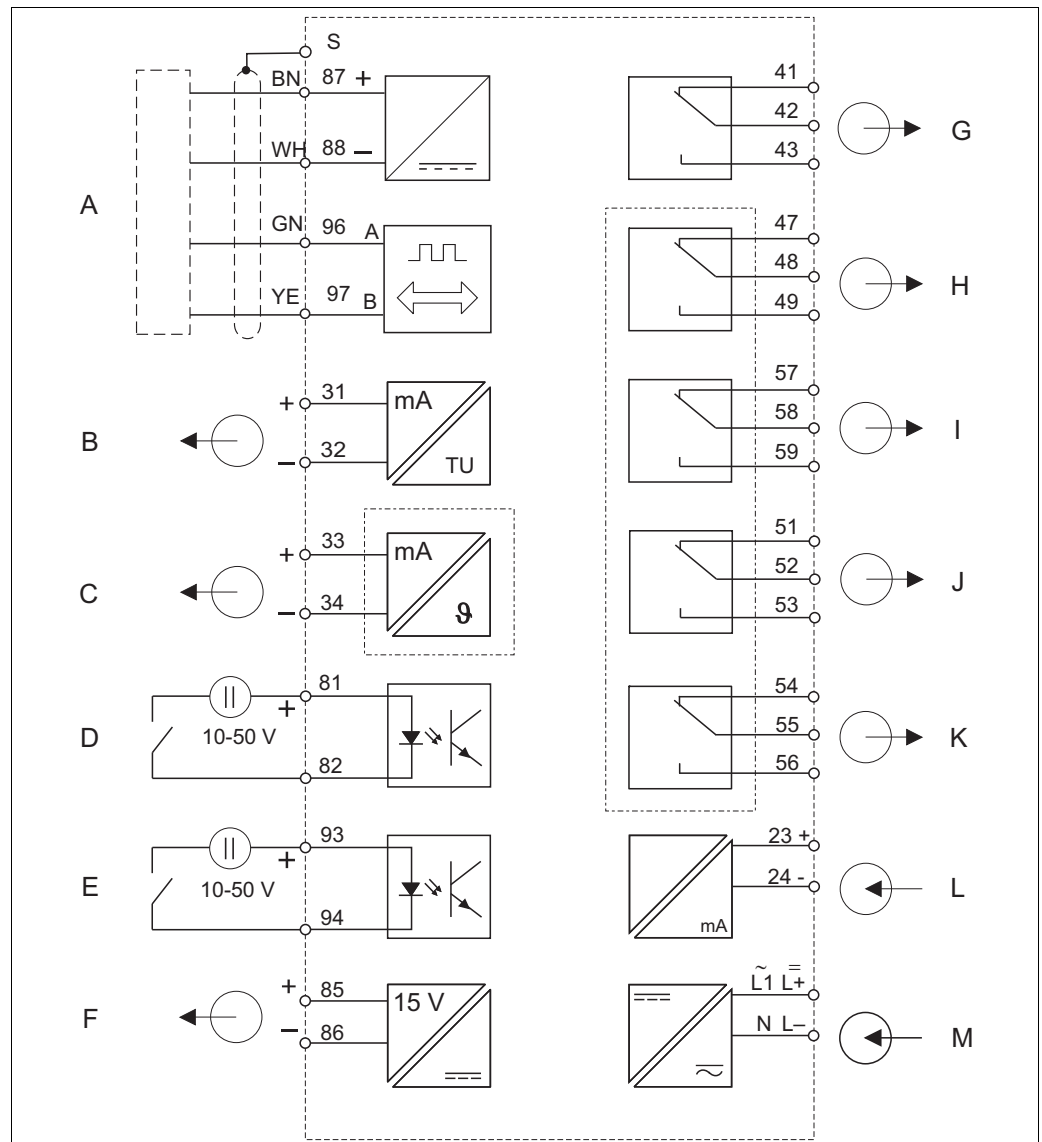 S
BN 87 +
WH 88 −
A
GN 96 A
YE 97 B
B
+ 31 mA
− 32 TU
C
+ 33 mA
− 34 ϑ
D
81
+
10-50 V
82
E
93
+
10-50 V
94
F
+ 85 15 V
− 86
41
42
43
G
47
48
49
H
57
58
59
I
51
52
53
J
54
55
56
K
23 +
24 -
mA
L
~ =
L1 L+
N L–
M